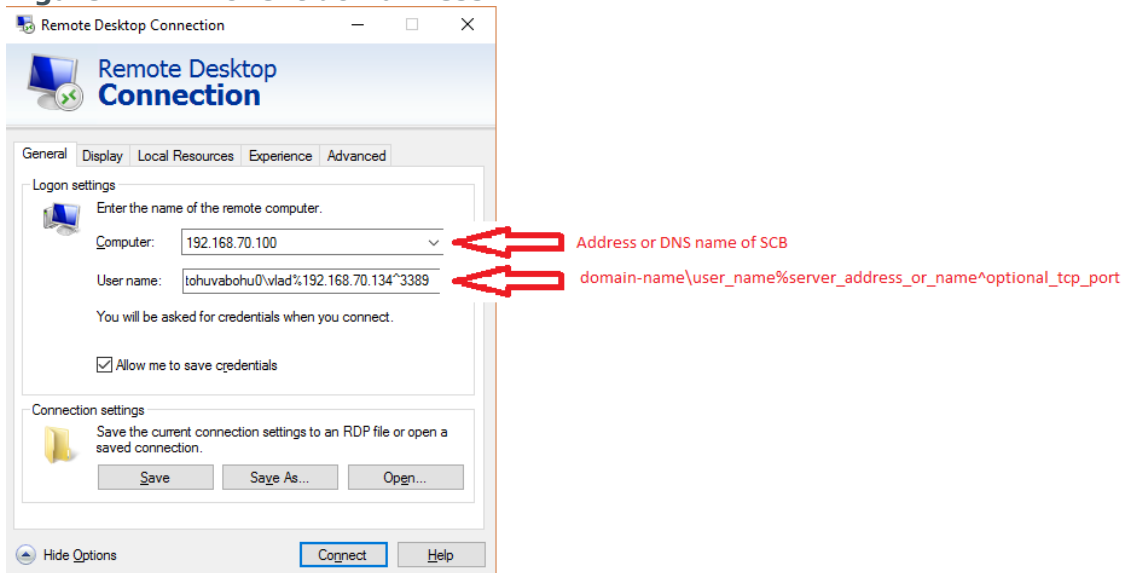 Remote Desktop Connection
Remote Desktop
Connection
General Display Local Resources Experience Advanced
Logon settings
Enter the name of the remote computer.
Computer: 192.168.70.100
Address or DNS name of SCB
User name: tohuvabohu0\vlad%192.168.70.134^3389
domain-name\user_name%server_address_or_name^optional_tcp_port
You will be asked for credentials when you connect.
Allow me to save credentials
Connection settings
Save the current connection settings to an RDP file or open a
saved connection.
Save Save As... Open...
Hide Options Connect Help